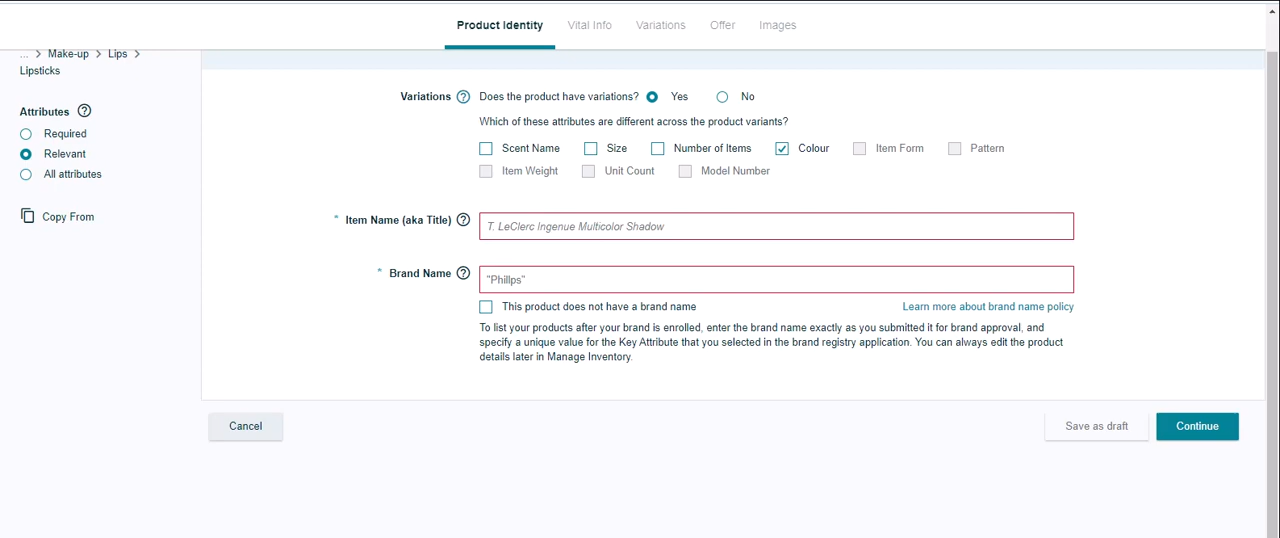 Product Identity Vital Info Variations Offer Images
... > Make-up > Lips >
Lipsticks
Attributes ?
Required
Relevant
All attributes
Copy From
Variations ? Does the product have variations? Yes No
Which of these attributes are different across the product variants?
Scent Name Size Number of Items Colour Item Form Pattern
Item Weight Unit Count Model Number
* Item Name (aka Title) ? T. LeClerc Ingenue Multicolor Shadow
* Brand Name ? "Phillps"
This product does not have a brand name Learn more about brand name policy
To list your products after your brand is enrolled, enter the brand name exactly as you submitted it for brand approval, and
specify a unique value for the Key Attribute that you selected in the brand registry application. You can always edit the product
details later in Manage Inventory.
Cancel Save as draft Continue